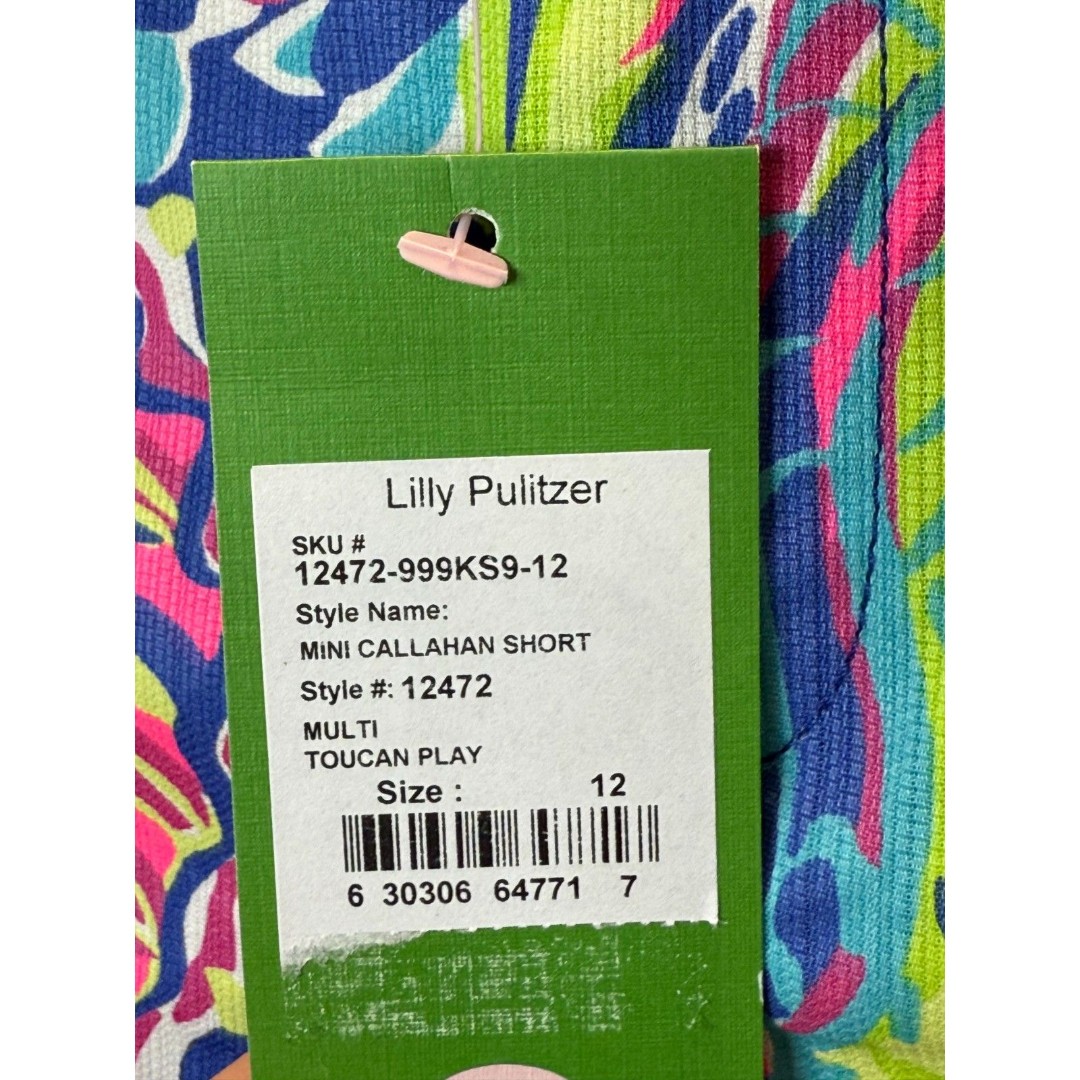 Lilly Pulitzer
SKU #
12472-999KS9-12
Style Name:
MINI CALLAHAN SHORT
Style #: 12472
MULTI
TOUCAN PLAY
Size : 12
6 30306 64771 7